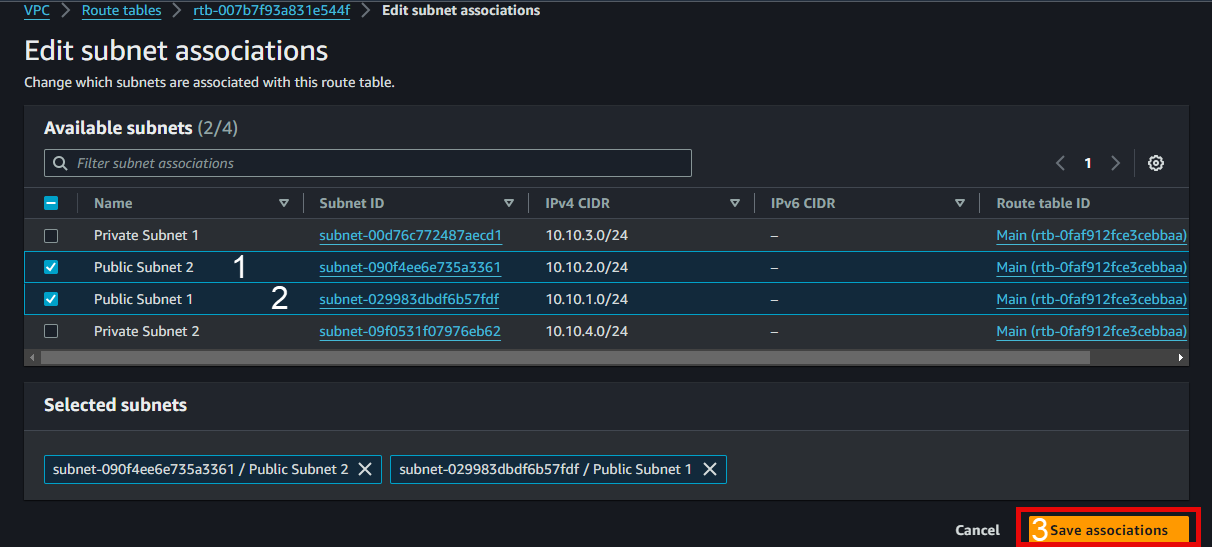 VPC > Route tables > rtb-007b7f93a831e544f > Edit subnet associations
Edit subnet associations
Change which subnets are associated with this route table.
Available subnets (2/4)
Filter subnet associations
1
Name Subnet ID IPv4 CIDR IPv6 CIDR Route table ID
Private Subnet 1 subnet-00d76c772487aecd1 10.10.3.0/24 – Main (rtb-0faf912fce3cebbaa)
Public Subnet 2 1 subnet-090f4ee6e735a3361 10.10.2.0/24 – Main (rtb-0faf912fce3cebbaa)
Public Subnet 1 2 subnet-029983dbdf6b57fdf 10.10.1.0/24 – Main (rtb-0faf912fce3cebbaa)
Private Subnet 2 subnet-09f0531f07976eb62 10.10.4.0/24 – Main (rtb-0faf912fce3cebbaa)
Selected subnets
subnet-090f4ee6e735a3361 / Public Subnet 2 subnet-029983dbdf6b57fdf / Public Subnet 1
Cancel 3 Save associations